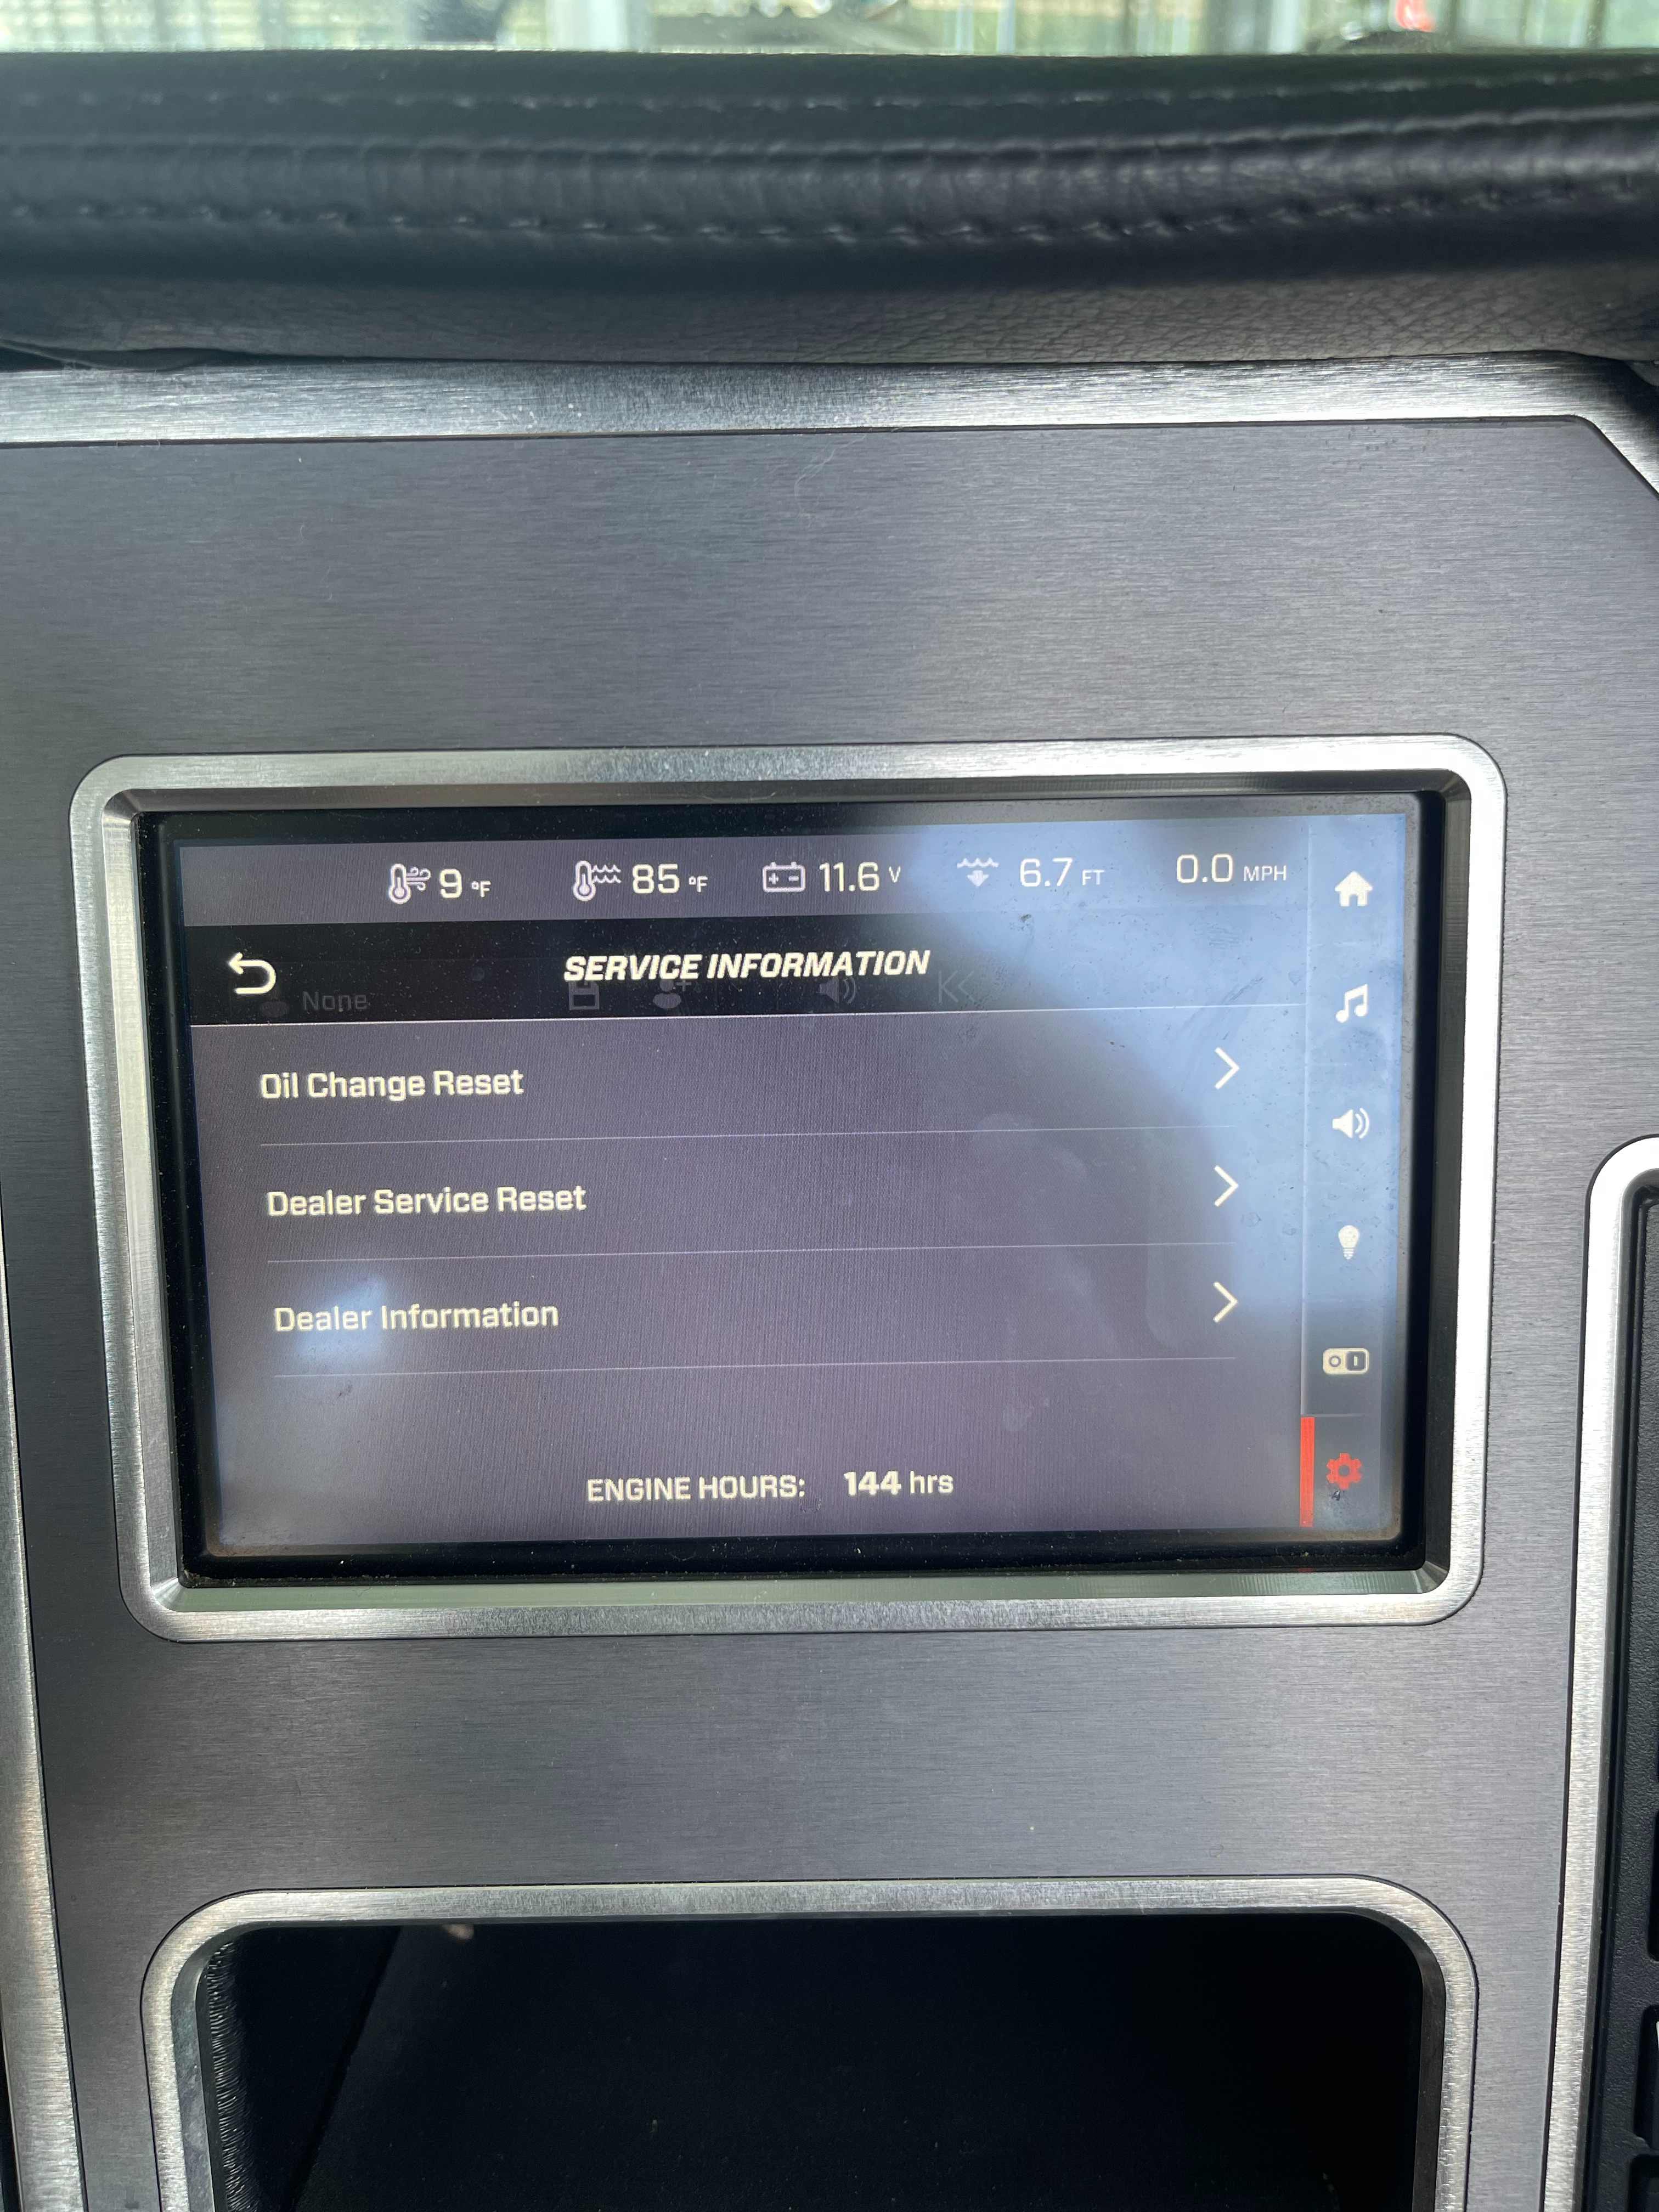 9 °F 85 °F 11.6 V 6.7 FT 0.0 MPH
SERVICE INFORMATION
None
Oil Change Reset
Dealer Service Reset
Dealer Information
ENGINE HOURS: 144 hrs